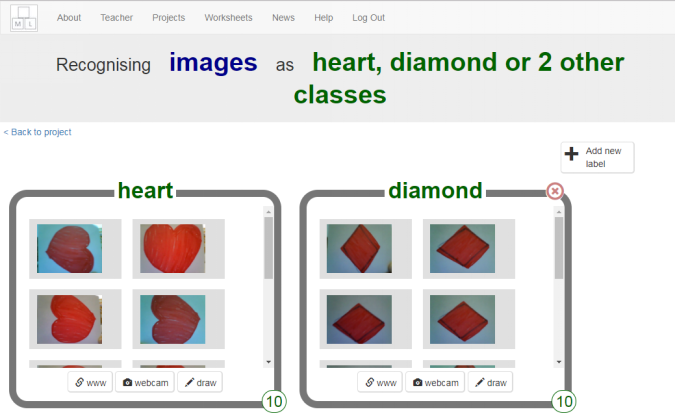 About Teacher Projects Worksheets News Help Log Out
M L
Recognising images as heart, diamond or 2 other
classes
< Back to project
Add new
label
heart
diamond
www webcam draw
10
www webcam draw
10